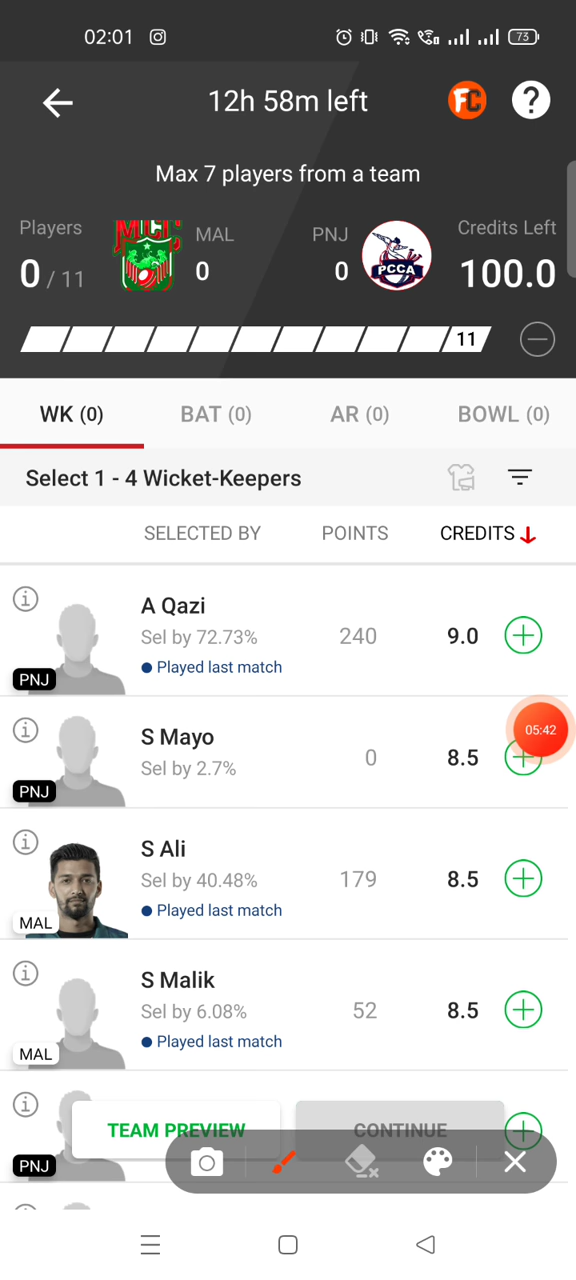 02:01
73
12h 58m left
FC
?
Max 7 players from a team
Players
MAL
PNJ
Credits Left
0 / 11
0
0
PCCA
100.0
11
WK (0)
BAT (0)
AR (0)
BOWL (0)
Select 1 - 4 Wicket-Keepers
SELECTED BY
POINTS
CREDITS
A Qazi
Sel by 72.73%
240
9.0
Played last match
PNJ
S Mayo
Sel by 2.7%
0
8.5
PNJ
05:42
S Ali
Sel by 40.48%
179
8.5
Played last match
MAL
S Malik
Sel by 6.08%
52
8.5
Played last match
MAL
PNJ
TEAM PREVIEW
CONTINUE